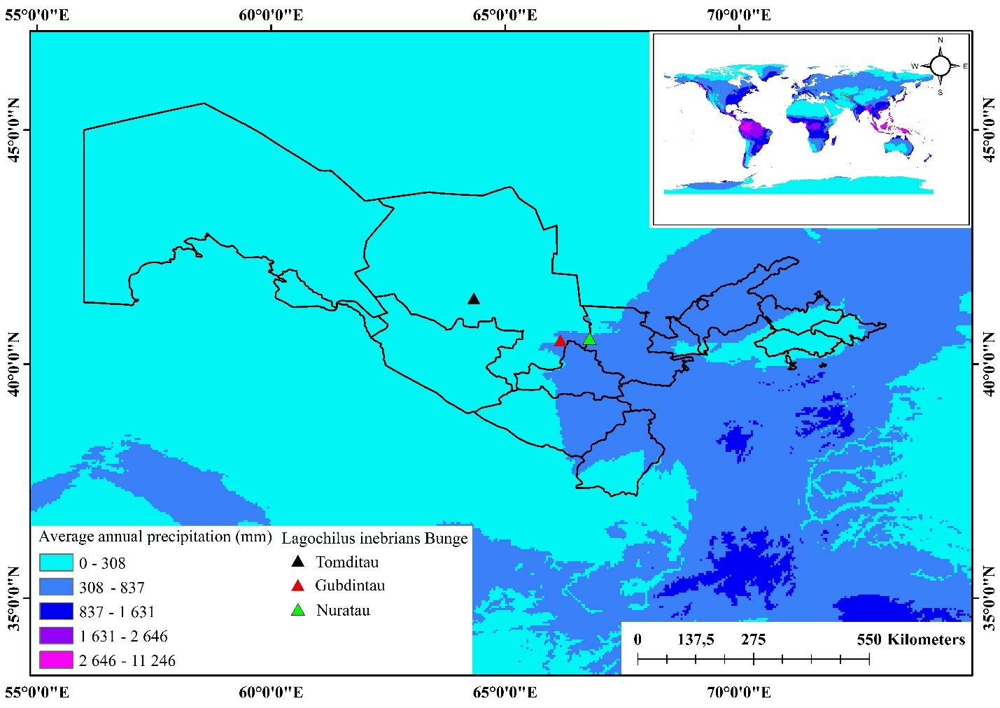 55°0'0"E 60°0'0"E 65°0'0"E 70°0'0"E
N
W E
S
45°0'0"N 45°0'0"N
40°0'0"N 40°0'0"N
35°0'0"N 35°0'0"N
Average annual precipitation (mm)
0 - 308
308 - 837
837 - 1 631
1 631 - 2 646
2 646 - 11 246
Lagochilus inebrians Bunge
Tomditau
Gubdintau
Nuratau
0 137,5 275 550 Kilometers
55°0'0"E 60°0'0"E 65°0'0"E 70°0'0"E